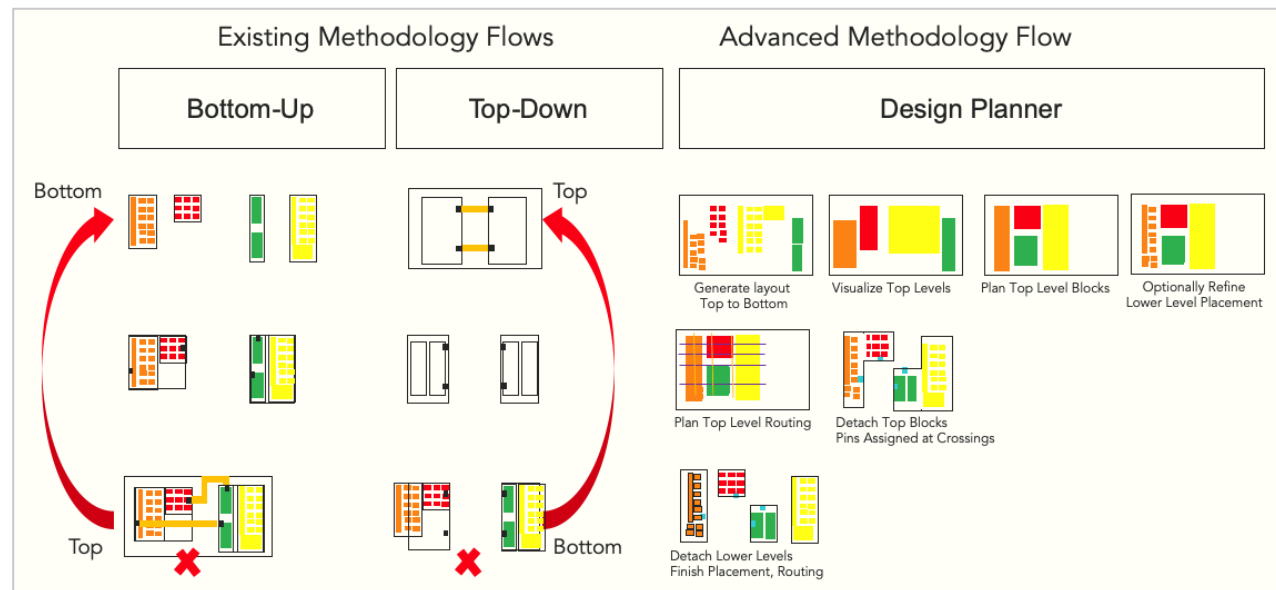 Existing Methodology Flows
Advanced Methodology Flow
Bottom-Up
Top-Down
Design Planner
Bottom
Top
Generate layout
Top to Bottom
Visualize Top Levels
Plan Top Level Blocks
Optionally Refine
Lower Level Placement
Plan Top Level Routing
Detach Top Blocks
Pins Assigned at Crossings
Top
Bottom
Detach Lower Levels
Finish Placement, Routing